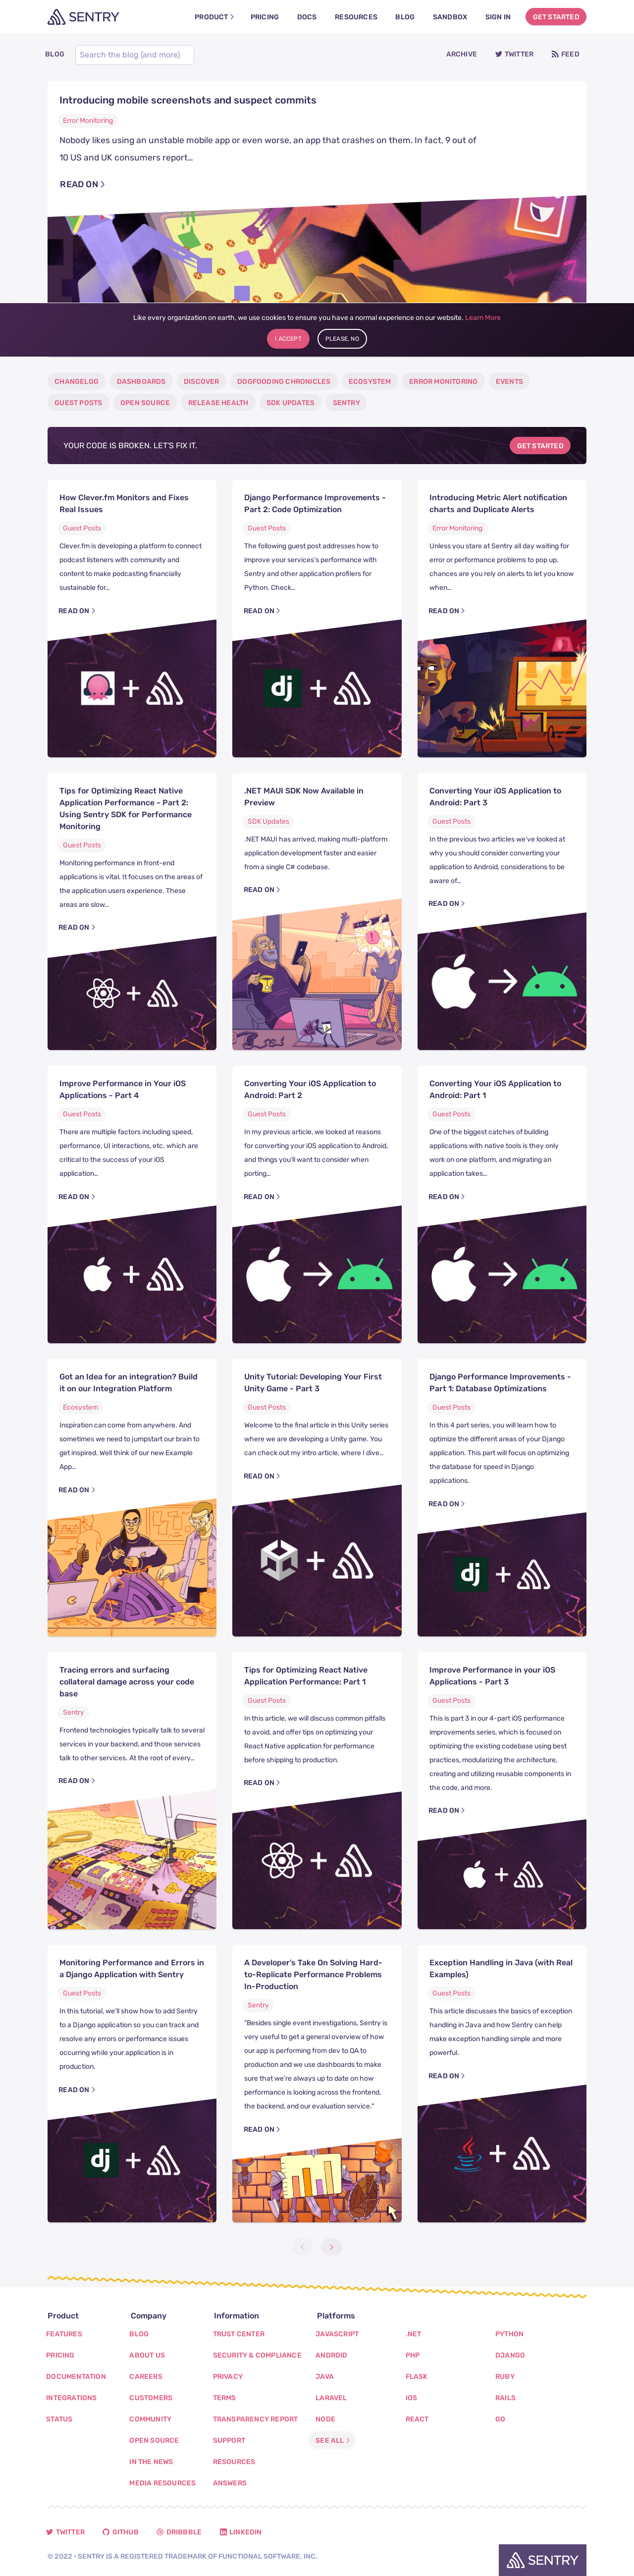 SENTRY
PRODUCT
PRICING
DOCS
RESOURCES
BLOG
SANDBOX
SIGN IN
GET STARTED
BLOG
Search the blog (and more)
ARCHIVE
TWITTER
FEED
Introducing mobile screenshots and suspect commits
Error Monitoring
Nobody likes using an unstable mobile app or even worse, an app that crashes on them. In fact, 9 out of
10 US and UK consumers report…
READ ON
Like every organization on earth, we use cookies to ensure you have a normal experience on our website. Learn More
I ACCEPT
PLEASE, NO
CHANGELOG
DASHBOARDS
DISCOVER
DOGFOODING CHRONICLES
ECOSYSTEM
ERROR MONITORING
EVENTS
GUEST POSTS
OPEN SOURCE
RELEASE HEALTH
SDK UPDATES
SENTRY
YOUR CODE IS BROKEN. LET'S FIX IT.
GET STARTED
How Clever.fm Monitors and Fixes
Real Issues
Guest Posts
Clever.fm is developing a platform to connect
podcast listeners with community and
content to make podcasting financially
sustainable for…
READ ON
Django Performance Improvements -
Part 2: Code Optimization
Guest Posts
The following guest post addresses how to
improve your services's performance with
Sentry and other application profilers for
Python. Check…
READ ON
dj
Introducing Metric Alert notification
charts and Duplicate Alerts
Error Monitoring
Unless you stare at Sentry all day waiting for
error or performance problems to pop up,
chances are you rely on alerts to let you know
when…
READ ON
Tips for Optimizing React Native
Application Performance - Part 2:
Using Sentry SDK for Performance
Monitoring
Guest Posts
Monitoring performance in front-end
applications is vital. It focuses on the areas of
the application users experience. These
areas are slow…
READ ON
.NET MAUI SDK Now Available in
Preview
SDK Updates
.NET MAUI has arrived, making multi-platform
application development faster and easier
from a single C# codebase.
READ ON
Converting Your iOS Application to
Android: Part 3
Guest Posts
In the previous two articles we've looked at
why you should consider converting your
application to Android, considerations to be
aware of…
READ ON
Improve Performance in Your iOS
Applications - Part 4
Guest Posts
There are multiple factors including speed,
performance, UI interactions, etc. which are
critical to the success of your iOS
application…
READ ON
Converting Your iOS Application to
Android: Part 2
Guest Posts
In my previous article, we looked at reasons
for converting your iOS application to Android,
and things you'll want to consider when
porting…
READ ON
Converting Your iOS Application to
Android: Part 1
Guest Posts
One of the biggest catches of building
applications with native tools is they only
work on one platform, and migrating an
application takes…
READ ON
Got an Idea for an integration? Build
it on our Integration Platform
Ecosystem
Inspiration can come from anywhere. And
sometimes we need to jumpstart our brain to
get inspired. Well think of our new Example
App…
READ ON
Unity Tutorial: Developing Your First
Unity Game - Part 3
Guest Posts
Welcome to the final article in this Unity series
where we are developing a Unity game. You
can check out my intro article, where I dive…
READ ON
Django Performance Improvements -
Part 1: Database Optimizations
Guest Posts
In this 4 part series, you will learn how to
optimize the different areas of your Django
application. This part will focus on optimizing
the database for speed in Django
applications.
READ ON
dj
Tracing errors and surfacing
collateral damage across your code
base
Sentry
Frontend technologies typically talk to several
services in your backend, and those services
talk to other services. At the root of every…
READ ON
Tips for Optimizing React Native
Application Performance: Part 1
Guest Posts
In this article, we will discuss common pitfalls
to avoid, and offer tips on optimizing your
React Native application for performance
before shipping to production.
READ ON
Improve Performance in your iOS
Applications - Part 3
Guest Posts
This is part 3 in our 4-part iOS performance
improvements series, which is focused on
optimizing the existing codebase using best
practices, modularizing the architecture,
creating and utilizing reusable components in
the code, and more.
READ ON
Monitoring Performance and Errors in
a Django Application with Sentry
Guest Posts
In this tutorial, we'll show how to add Sentry
to a Django application so you can track and
resolve any errors or performance issues
occurring while your application is in
production.
READ ON
dj
A Developer's Take On Solving Hard-
to-Replicate Performance Problems
In-Production
Sentry
"Besides single event investigations, Sentry is
very useful to get a general overview of how
our app is performing from dev to QA to
production and we use dashboards to make
sure that we're always up to date on how
performance is looking across the frontend,
the backend, and our evaluation service."
READ ON
Exception Handling in Java (with Real
Examples)
Guest Posts
This article discusses the basics of exception
handling in Java and how Sentry can help
make exception handling simple and more
powerful.
READ ON
Product
FEATURES
PRICING
DOCUMENTATION
INTEGRATIONS
STATUS
Company
BLOG
ABOUT US
CAREERS
CUSTOMERS
COMMUNITY
OPEN SOURCE
IN THE NEWS
MEDIA RESOURCES
Information
TRUST CENTER
SECURITY & COMPLIANCE
PRIVACY
TERMS
TRANSPARENCY REPORT
SUPPORT
RESOURCES
ANSWERS
Platforms
JAVASCRIPT
ANDROID
JAVA
LARAVEL
NODE
SEE ALL
.NET
PHP
FLASK
IOS
REACT
PYTHON
DJANGO
RUBY
RAILS
GO
TWITTER
GITHUB
DRIBBBLE
LINKEDIN
© 2022 • SENTRY IS A REGISTERED TRADEMARK OF FUNCTIONAL SOFTWARE, INC.
SENTRY